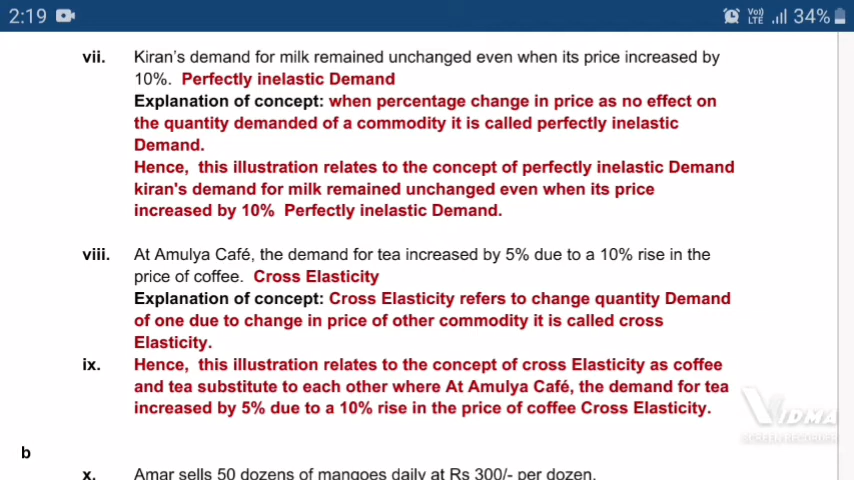 2:19 Vo) LTE 34%
vii. Kiran's demand for milk remained unchanged even when its price increased by
10%. Perfectly inelastic Demand
Explanation of concept: when percentage change in price as no effect on
the quantity demanded of a commodity it is called perfectly inelastic
Demand.
Hence, this illustration relates to the concept of perfectly inelastic Demand
kiran's demand for milk remained unchanged even when its price
increased by 10% Perfectly inelastic Demand.
viii. At Amulya Café, the demand for tea increased by 5% due to a 10% rise in the
price of coffee. Cross Elasticity
Explanation of concept: Cross Elasticity refers to change quantity Demand
of one due to change in price of other commodity it is called cross
Elasticity.
ix. Hence, this illustration relates to the concept of cross Elasticity as coffee
and tea substitute to each other where At Amulya Café, the demand for tea
increased by 5% due to a 10% rise in the price of coffee Cross Elasticity.
VIDMA
SCREEN RECORDER
b
x. Amar sells 50 dozens of mangoes daily at Rs 300/- per dozen.